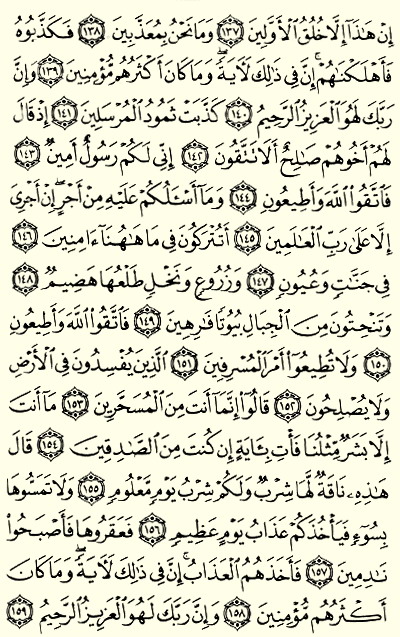 إِنْ هَٰذَآ إِلَّا خُلُقُ ٱلْأَوَّلِينَ ١٣٧ وَمَا نَحْنُ بِمُعَذَّبِينَ ١٣٨ فَكَذَّبُوهُ
فَأَهْلَكْنَٰهُمْ ۗ إِنَّ فِى ذَٰلِكَ لَءَايَةً ۖ وَمَا كَانَ أَكْثَرُهُم مُّؤْمِنِينَ ١٣٩ وَإِنَّ
رَبَّكَ لَهُوَ ٱلْعَزِيزُ ٱلرَّحِيمُ ١٤٠ كَذَّبَتْ ثَمُودُ ٱلْمُرْسَلِينَ ١٤١ إِذْ قَالَ
لَهُمْ أَخُوهُمْ صَٰلِحٌ أَلَا تَتَّقُونَ ١٤٢ إِنِّى لَكُمْ رَسُولٌ أَمِينٌ ١٤٣
فَٱتَّقُوا۟ ٱللَّهَ وَأَطِيعُونِ ١٤٤ وَمَآ أَسْـَٔلُكُمْ عَلَيْهِ مِنْ أَجْرٍ ۖ إِنْ أَجْرِىَ
إِلَّا عَلَىٰ رَبِّ ٱلْعَٰلَمِينَ ١٤٥ أَتُتْرَكُونَ فِى مَا هَٰهُنَآ ءَامِنِينَ ١٤٦
فِى جَنَّٰتٍ وَعُيُونٍ ١٤٧ وَزُرُوعٍ وَنَخْلٍ طَلْعُهَا هَضِيمٌ ١٤٨
وَتَنْحِتُونَ مِنَ ٱلْجِبَالِ بُيُوتًا فَٰرِهِينَ ١٤٩ فَٱتَّقُوا۟ ٱللَّهَ وَأَطِيعُونِ
١٥٠ وَلَا تُطِيعُوٓا۟ أَمْرَ ٱلْمُسْرِفِينَ ١٥١ ٱلَّذِينَ يُفْسِدُونَ فِى ٱلْأَرْضِ
وَلَا يُصْلِحُونَ ١٥٢ قَالُوٓا۟ إِنَّمَآ أَنتَ مِنَ ٱلْمُسَحَّرِينَ ١٥٣ مَآ أَنتَ
إِلَّا بَشَرٌ مِّثْلُنَا فَأْتِ بِـَٔايَةٍ إِن كُنتَ مِنَ ٱلصَّٰدِقِينَ ١٥٤ قَالَ
هَٰذِهِۦ نَاقَةٌ لَّهَا شِرْبٌ وَلَكُمْ شِرْبُ يَوْمٍ مَّعْلُومٍ ١٥٥ وَلَا تَمَسُّوهَا
بِسُوٓءٍ فَيَأْخُذَكُمْ عَذَابُ يَوْمٍ عَظِيمٍ ١٥٦ فَعَقَرُوهَا فَأَصْبَحُوا۟
نَٰدِمِينَ ١٥٧ فَأَخَذَهُمُ ٱلْعَذَابُ ۗ إِنَّ فِى ذَٰلِكَ لَءَايَةً ۖ وَمَا كَانَ
أَكْثَرُهُم مُّؤْمِنِينَ ١٥٨ وَإِنَّ رَبَّكَ لَهُوَ ٱلْعَزِيزُ ٱلرَّحِيمُ ١٥٩